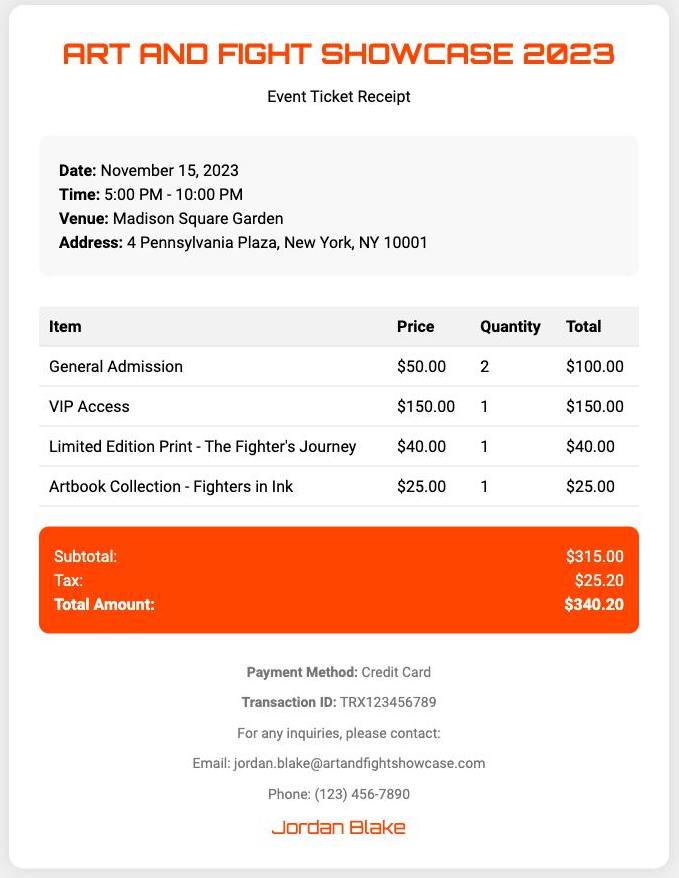 ART AND FIGHT SHOWCASE 2023
Event Ticket Receipt
Date: November 15, 2023
Time: 5:00 PM - 10:00 PM
Venue: Madison Square Garden
Address: 4 Pennsylvania Plaza, New York, NY 10001
Item Price Quantity Total
General Admission $50.00 2 $100.00
VIP Access $150.00 1 $150.00
Limited Edition Print - The Fighter's Journey $40.00 1 $40.00
Artbook Collection - Fighters in Ink $25.00 1 $25.00
Subtotal: $315.00
Tax: $25.20
Total Amount: $340.20
Payment Method: Credit Card
Transaction ID: TRX123456789
For any inquiries, please contact:
Email: jordan.blake@artandfightshowcase.com
Phone: (123) 456-7890
Jordan Blake